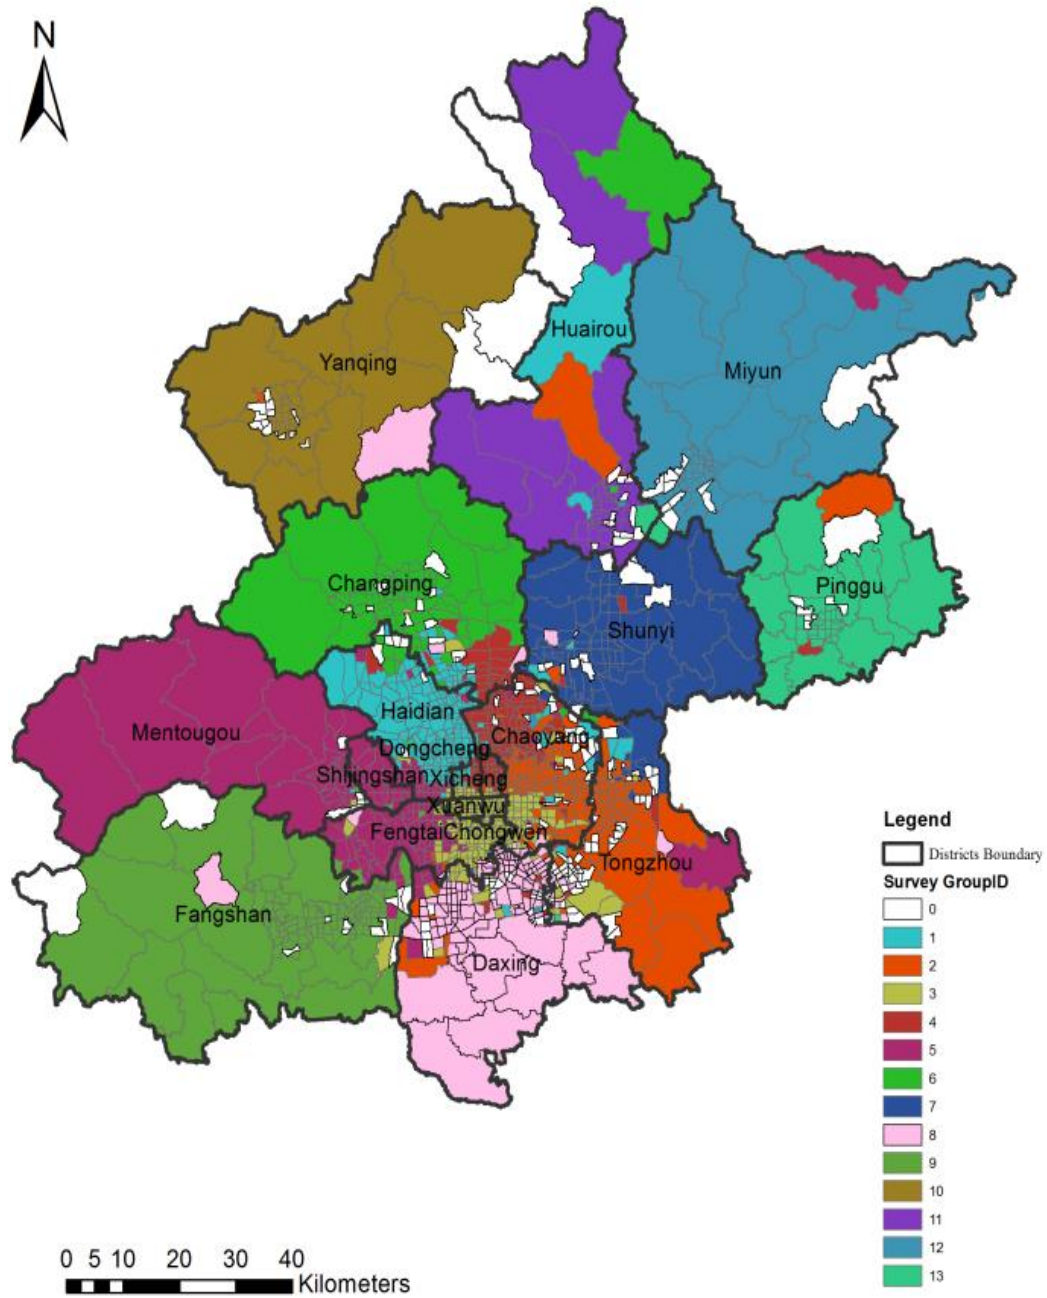 N
Huairou
Yanqing
Miyun
Changping
Pinggu
Shunyi
Haidian
Mentougou
Chaoyang
Dongcheng
Shijingshan
Xicheng
Xuanwu
Fengtai
Chongwen
Tongzhou
Fangshan
Daxing
Legend
Districts Boundary
Survey GroupID
0
1
2
3
4
5
6
7
8
9
10
11
12
13
0 5 10 20 30 40
Kilometers